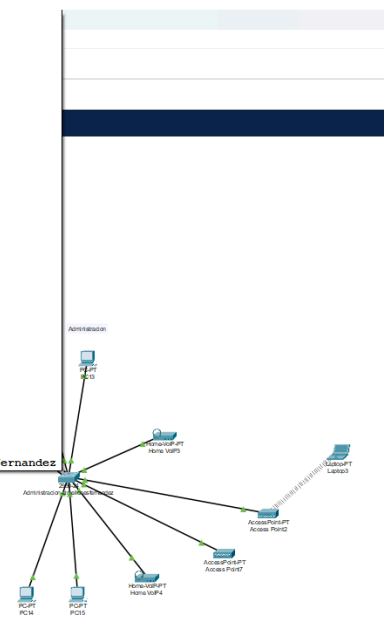 Administracion
PC-PT
PC13
Home-VoIP-PT
Home VoIP3
ernandez
Laptop-PT
Laptop3
AccessPoint-PT
Access Point2
AccessPoint-PT
Access Point7
Home-VoIP-PT
Home VoIP4
PC-PT
PC14
PC-PT
PC15